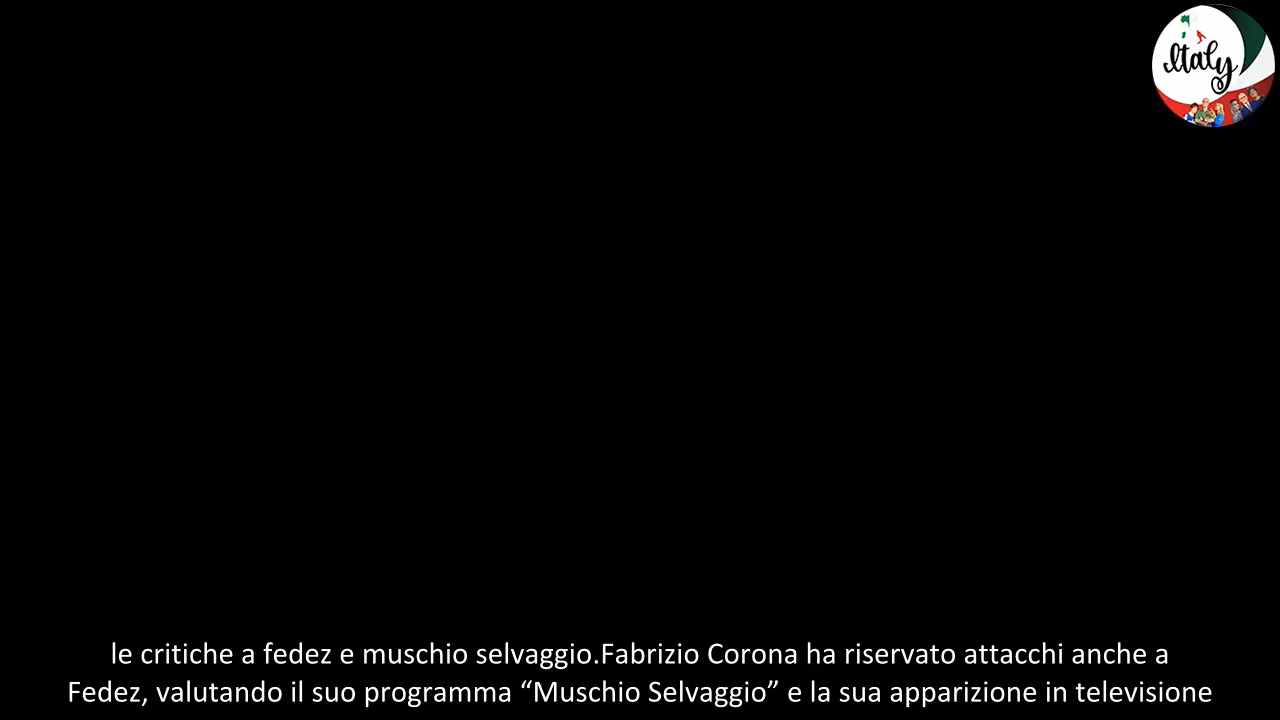 Italy
le critiche a fedez e muschio selvaggio.Fabrizio Corona ha riservato attacchi anche a
Fedez, valutando il suo programma “Muschio Selvaggio” e la sua apparizione in televisione